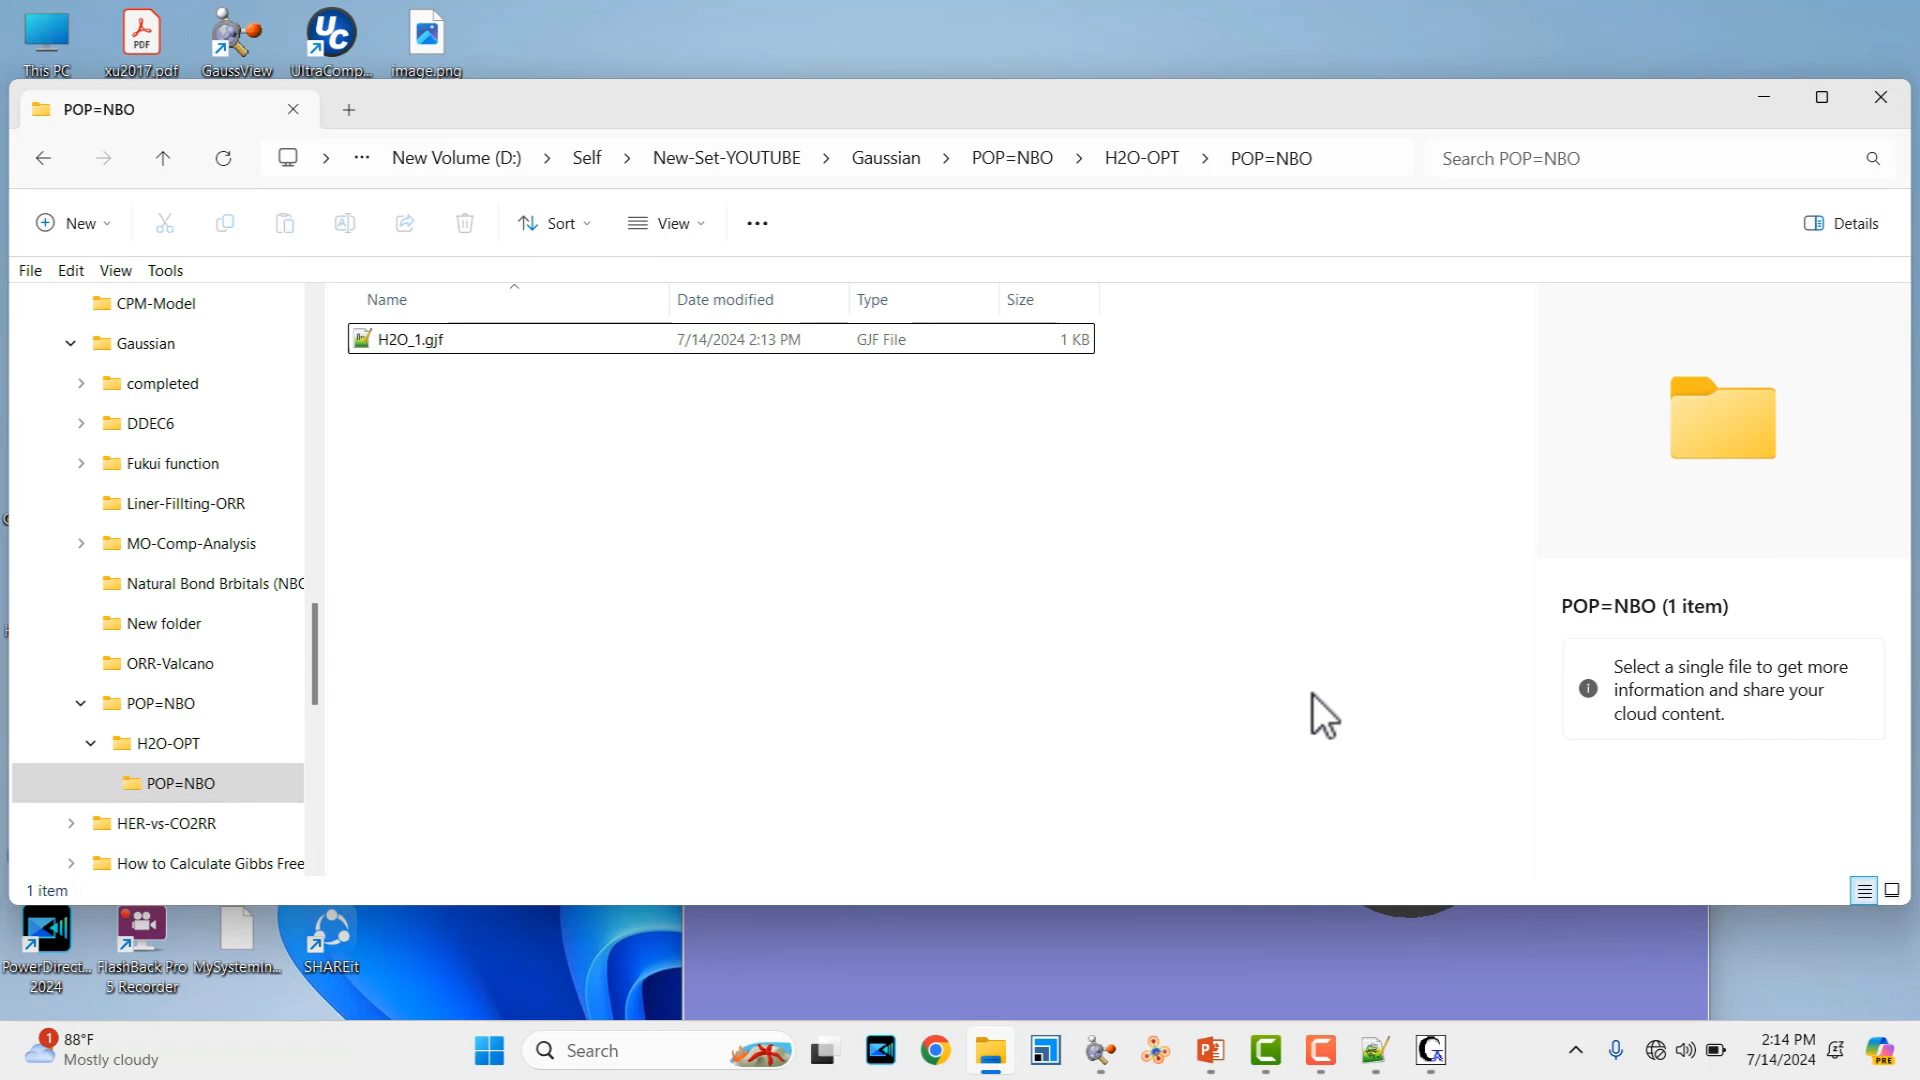 This PC
xu2017.pdf
GaussView
UltraComp...
image.png
POP=NBO
New Volume (D:)
Self
New-Set-YOUTUBE
Gaussian
POP=NBO
H2O-OPT
POP=NBO
Search POP=NBO
New
Sort
View
Details
File Edit View Tools
Name
Date modified
Type
Size
H2O_1.gjf
7/14/2024 2:13 PM
GJF File
1 KB
CPM-Model
Gaussian
completed
DDEC6
Fukui function
Liner-Fillting-ORR
MO-Comp-Analysis
Natural Bond Brbitals (NBO
New folder
ORR-Valcano
POP=NBO
H2O-OPT
POP=NBO
HER-vs-CO2RR
How to Calculate Gibbs Free
POP=NBO (1 item)
Select a single file to get more
information and share your
cloud content.
1 item
PowerDirect...
2024
FlashBack Pro
5 Recorder
MySystemin...
SHAREit
1
88°F
Mostly cloudy
Search
2:14 PM
7/14/2024
PRE